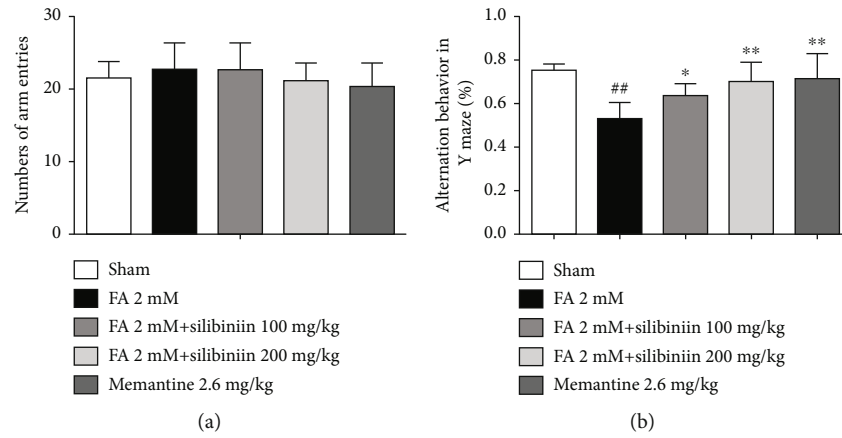 Numbers of arm entries
30
20
10
0
Sham
FA 2 mM
FA 2 mM+silibiniin 100 mg/kg
FA 2 mM+silibiniin 200 mg/kg
Memantine 2.6 mg/kg
(a)
Alternation behavior in
Y maze (%)
1.0
0.8
0.6
0.4
0.2
0.0
##
*
**
**
Sham
FA 2 mM
FA 2 mM+silibiniin 100 mg/kg
FA 2 mM+silibiniin 200 mg/kg
Memantine 2.6 mg/kg
(b)